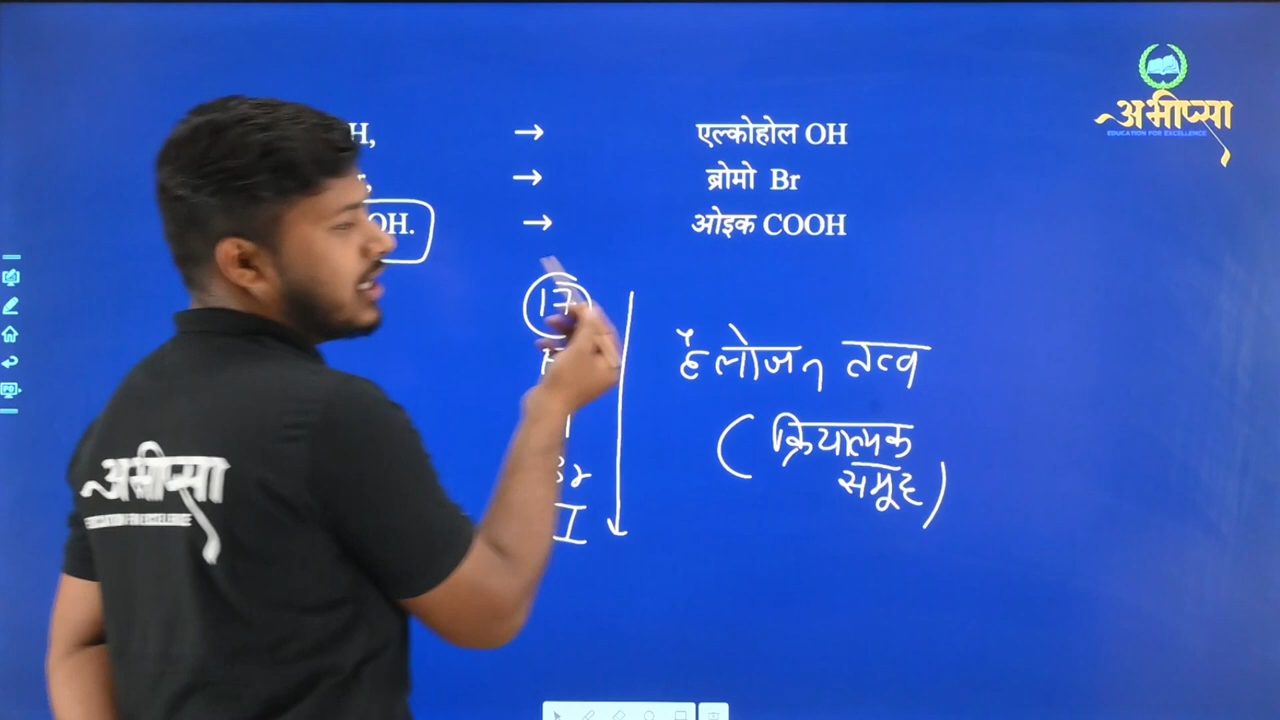 अभीप्सा
EDUCATION FOR EXCELLENCE
H, → एल्कोहोल OH
→ ब्रोमो Br
OH. → ओइक COOH
17
हैलोजन तत्व
I
(क्रियात्मक
समूह)
अभीप्सा